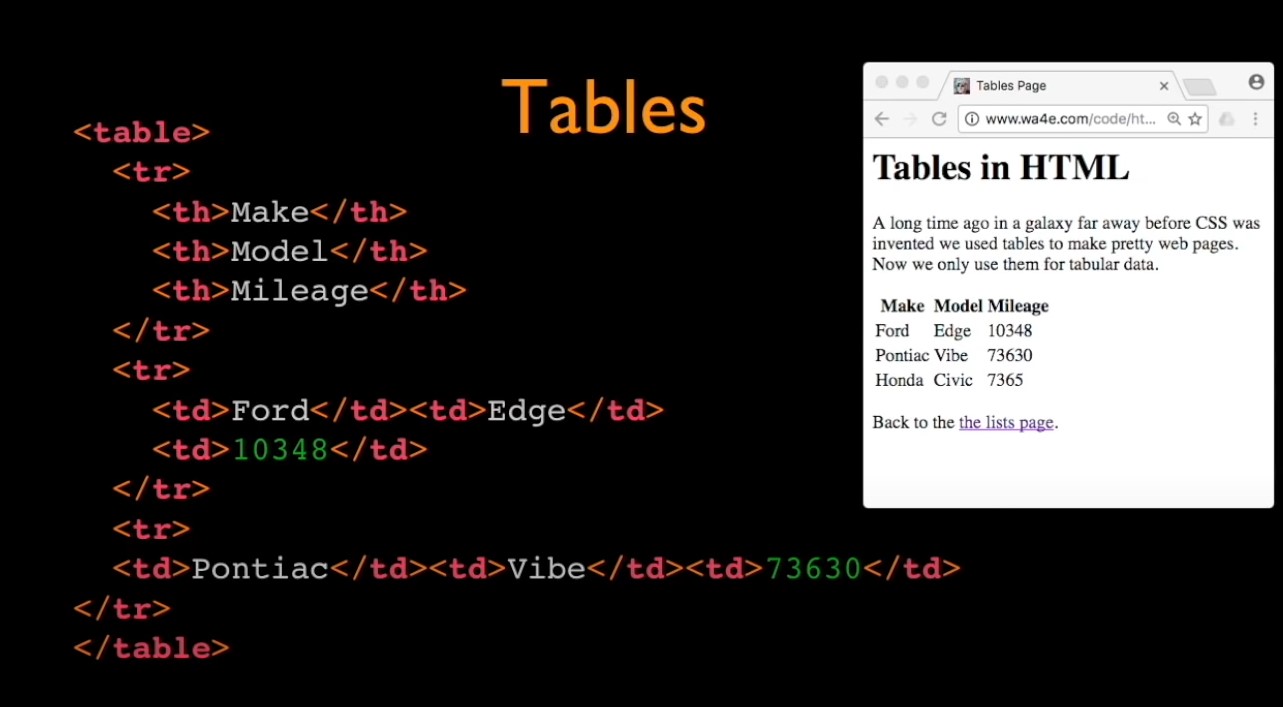 Tables
<table>
<tr>
<th>Make</th>
<th>Model</th>
<th>Mileage</th>
</tr>
<tr>
<td>Ford</td><td>Edge</td>
<td>10348</td>
</tr>
<tr>
<td>Pontiac</td><td>Vibe</td><td>73630</td>
</tr>
</table>
Tables Page
www.wa4e.com/code/ht...
Tables in HTML
A long time ago in a galaxy far away before CSS was
invented we used tables to make pretty web pages.
Now we only use them for tabular data.
Make Model Mileage
Ford Edge 10348
Pontiac Vibe 73630
Honda Civic 7365
Back to the the lists page.